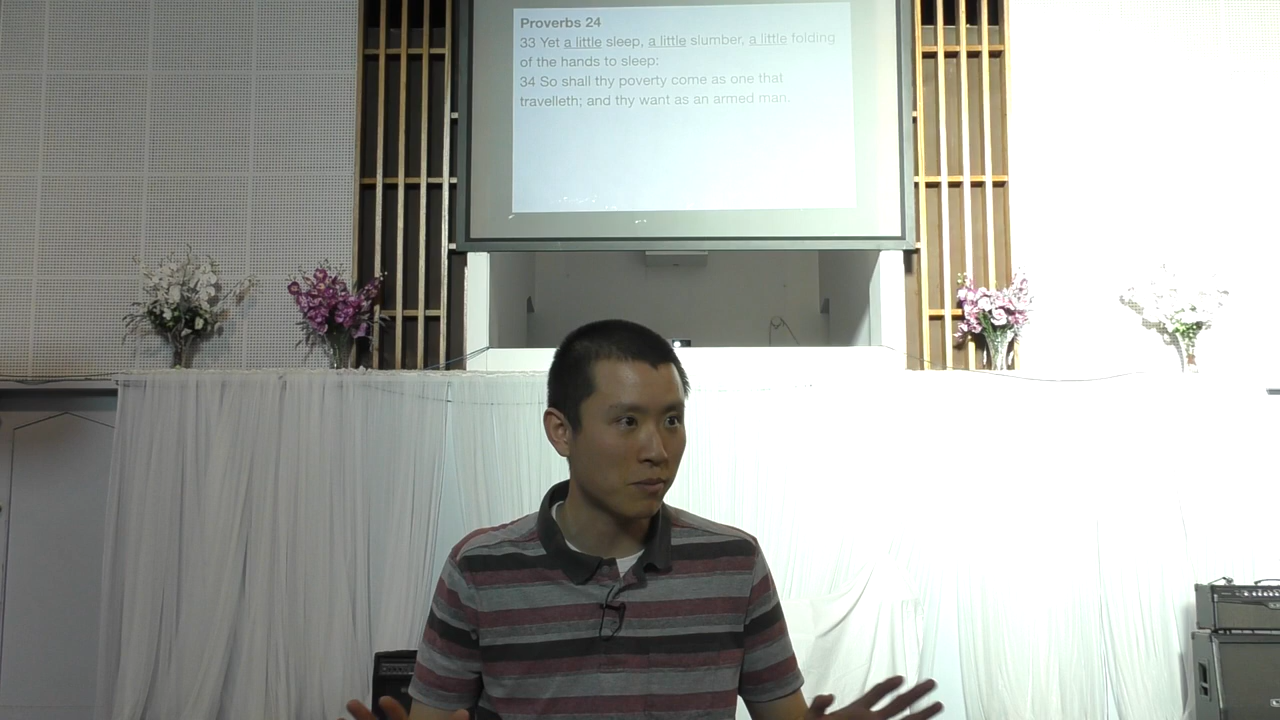 Proverbs 24
33 Yet a little sleep, a little slumber, a little folding
of the hands to sleep:
34 So shall thy poverty come as one that
travelleth; and thy want as an armed man.